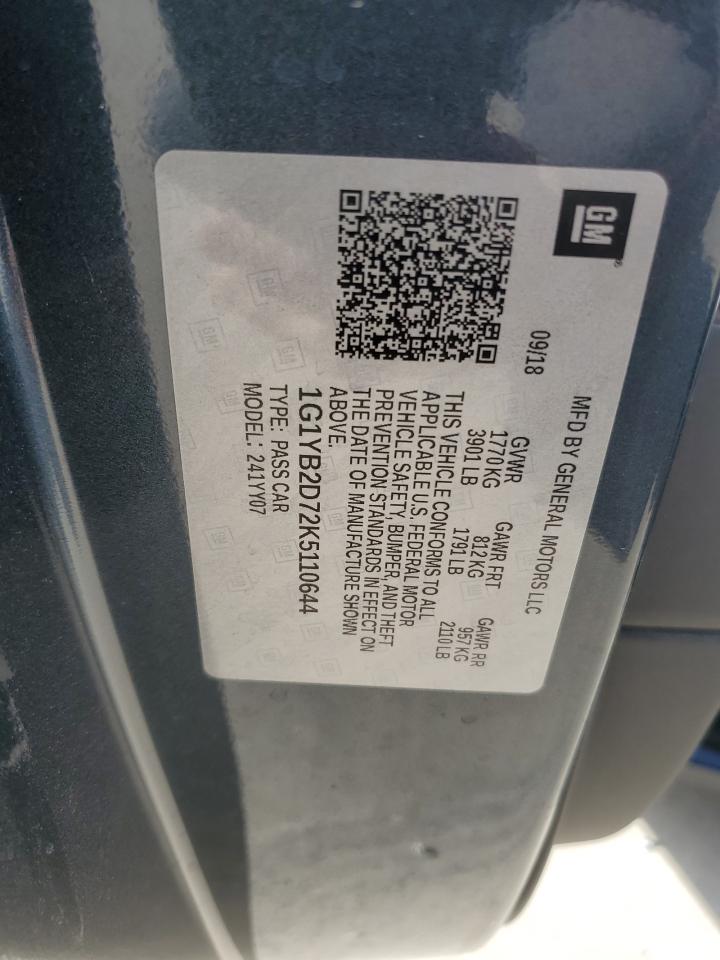 GM
MFD BY GENERAL MOTORS LLC
09/18
GVWR GAWR FRT GAWR RR
1770 KG 812 KG 957 KG
3901 LB 1791 LB 2110 LB
THIS VEHICLE CONFORMS TO ALL
APPLICABLE U.S. FEDERAL MOTOR
VEHICLE SAFETY, BUMPER, AND THEFT
PREVENTION STANDARDS IN EFFECT ON
THE DATE OF MANUFACTURE SHOWN
ABOVE.
1G1YB2D72K5110644
TYPE: PASS CAR
MODEL: 241YY07